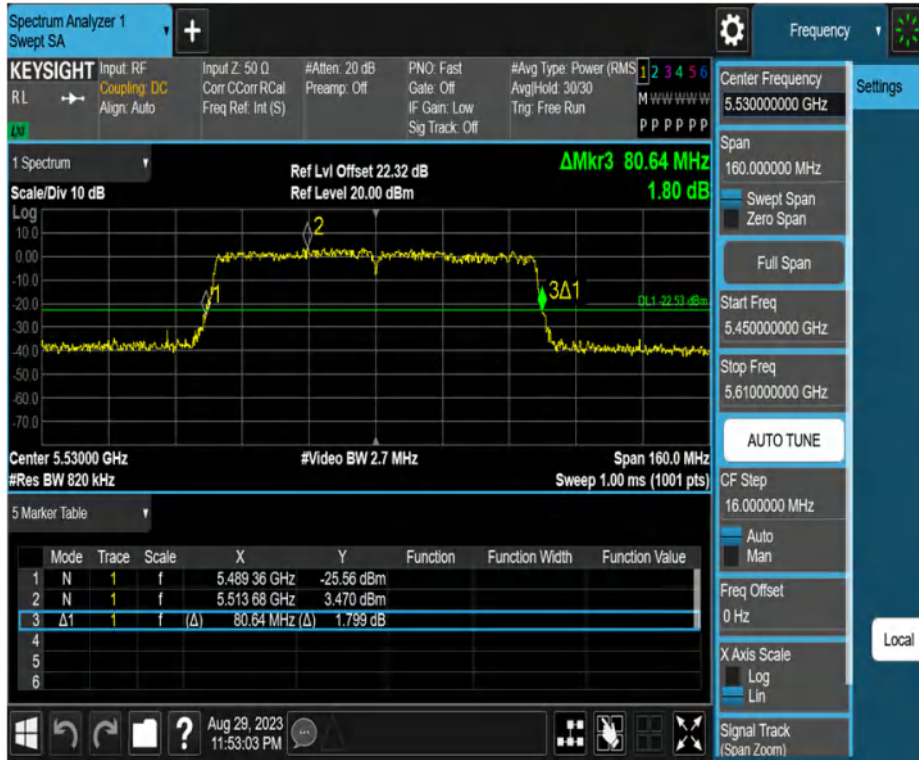 Spectrum Analyzer 1
Swept SA
+
Frequency
KEYSIGHT
RL
LXI
Input: RF
Coupling: DC
Align: Auto
Input Z: 50 Ω
Corr CCorr RCal
Freq Ref: Int (S)
#Atten: 20 dB
Preamp: Off
PNO: Fast
Gate: Off
IF Gain: Low
Sig Track: Off
#Avg Type: Power (RMS
Avg|Hold: 30/30
Trig: Free Run
1 2 3 4 5 6
M W W W W W
P P P P P P
Center Frequency
5.530000000 GHz
Settings
Span
160.000000 MHz
Swept Span
Zero Span
Full Span
Start Freq
5.450000000 GHz
Stop Freq
5.610000000 GHz
AUTO TUNE
CF Step
16.000000 MHz
Auto
Man
Freq Offset
0 Hz
X Axis Scale
Log
Lin
Signal Track
(Span Zoom)
Local
1 Spectrum
Scale/Div 10 dB
Ref Lvl Offset 22.32 dB
Ref Level 20.00 dBm
ΔMkr3 80.64 MHz
1.80 dB
Log
10.0
0.00
-10.0
-20.0
-30.0
-40.0
-50.0
-60.0
-70.0
1
2
3Δ1
DL1 -22.53 dBm
Center 5.53000 GHz
#Video BW 2.7 MHz
Span 160.0 MHz
#Res BW 820 kHz
Sweep 1.00 ms (1001 pts)
5 Marker Table
Mode Trace Scale X Y Function Function Width Function Value
1 N 1 f 5.489 36 GHz -25.56 dBm
2 N 1 f 5.513 68 GHz 3.470 dBm
3 Δ1 1 f (Δ) 80.64 MHz (Δ) 1.799 dB
4
5
6
?
Aug 29, 2023
11:53:03 PM